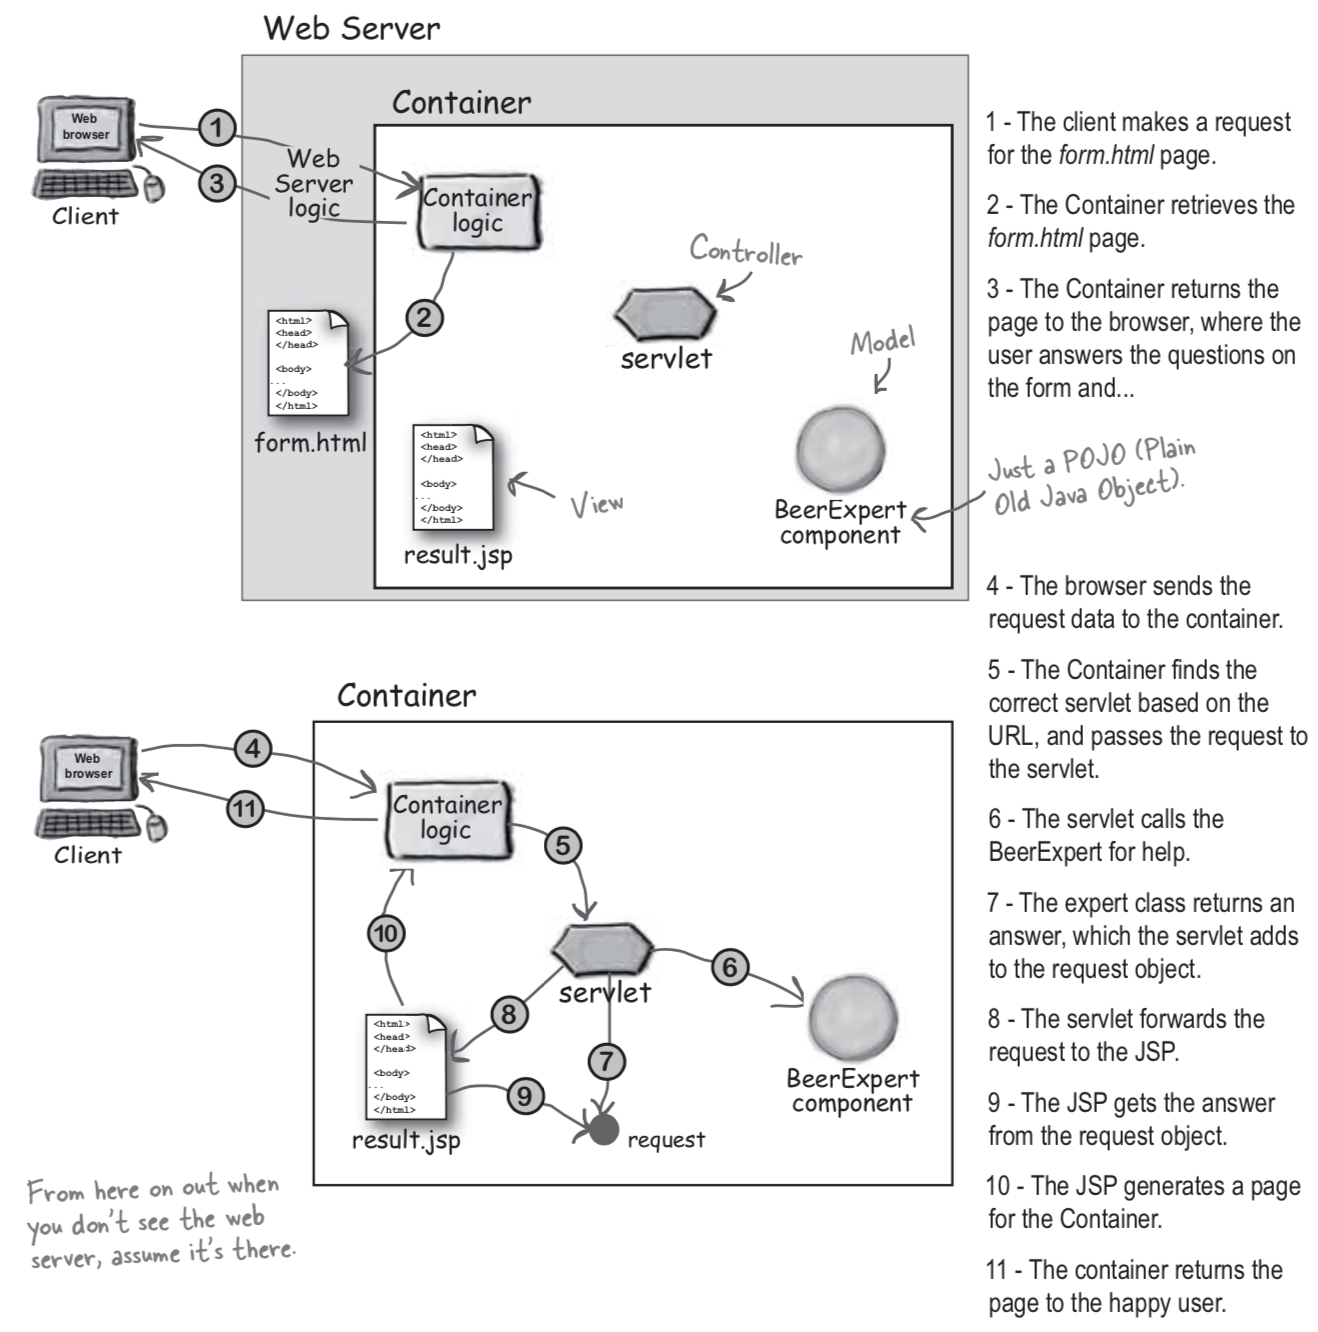 Web Server
Container
Web
browser
Client
1
3
Web
Server
logic
Container
logic
2
<html>
<head>
</head>
<body>
...
</body>
</html>
form.html
Controller
servlet
Model
<html>
<head>
</head>
<body>
...
</body>
</html>
result.jsp
View
BeerExpert
component
1 - The client makes a request
for the form.html page.
2 - The Container retrieves the
form.html page.
3 - The Container returns the
page to the browser, where the
user answers the questions on
the form and...
Just a POJO (Plain
Old Java Object).
Container
Web
browser
Client
4
11
Container
logic
5
10
servlet
6
8
7
9
<html>
<head>
</head>
<body>
...
</body>
</html>
result.jsp
request
BeerExpert
component
From here on out when
you don't see the web
server, assume it's there.
4 - The browser sends the
request data to the container.
5 - The Container finds the
correct servlet based on the
URL, and passes the request to
the servlet.
6 - The servlet calls the
BeerExpert for help.
7 - The expert class returns an
answer, which the servlet adds
to the request object.
8 - The servlet forwards the
request to the JSP.
9 - The JSP gets the answer
from the request object.
10 - The JSP generates a page
for the Container.
11 - The container returns the
page to the happy user.